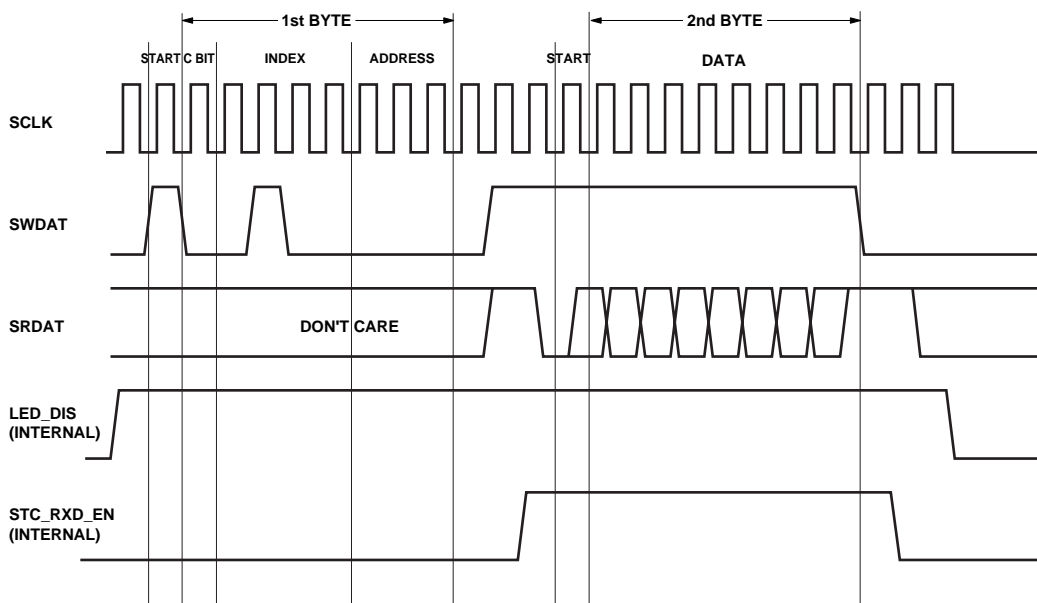 1st BYTE
2nd BYTE
START
C BIT
INDEX
ADDRESS
START
DATA
SCLK
SWDAT
SRDAT
DON'T CARE
LED_DIS
(INTERNAL)
STC_RXD_EN
(INTERNAL)